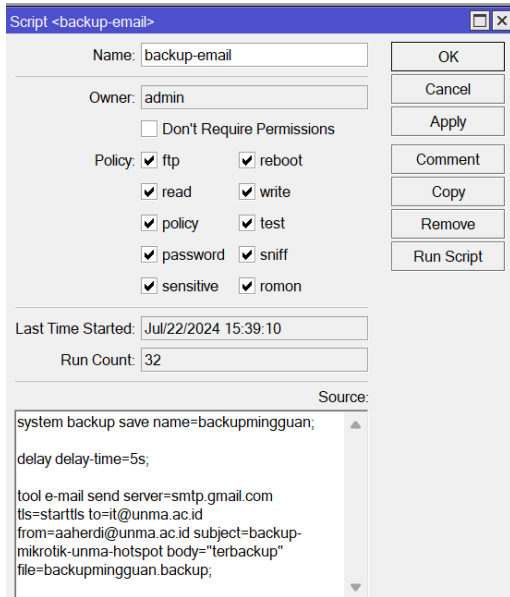 Script <backup-email>
Name: backup-email
OK
Owner: admin
Cancel
Don't Require Permissions
Apply
Policy: ftp reboot
Comment
read write
Copy
policy test
Remove
password sniff
Run Script
sensitive romon
Last Time Started: Jul/22/2024 15:39:10
Run Count: 32
Source:
system backup save name=backupmingguan;
delay delay-time=5s;
tool e-mail send server=smtp.gmail.com
tls=starttls to=it@unma.ac.id
from=aaherdi@unma.ac.id subject=backup-
mikrotik-unma-hotspot body="terbackup"
file=backupmingguan.backup;